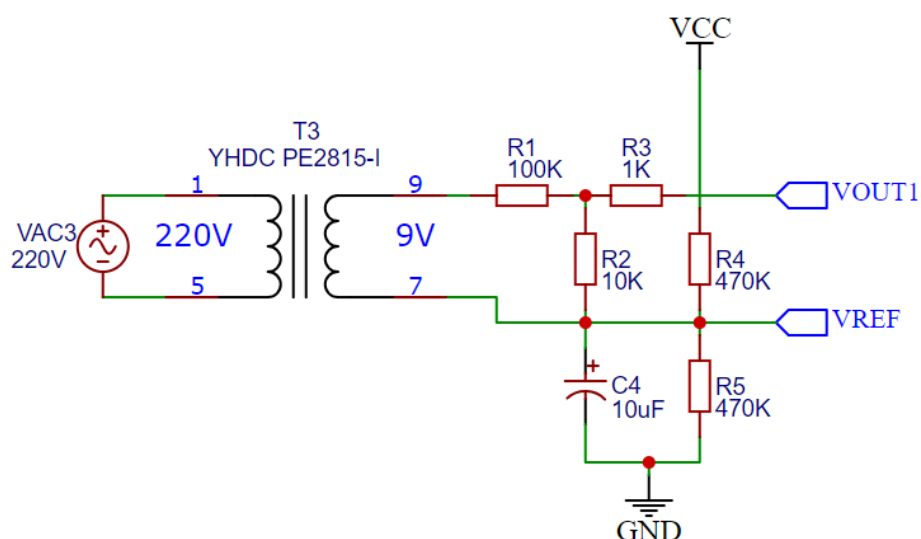 VCC
T3
YHDC PE2815-I
R1
100K
R3
1K
1
9
VOUT1
VAC3
220V
220V
9V
R2
10K
R4
470K
5
7
VREF
+
C4
10uF
R5
470K
GND